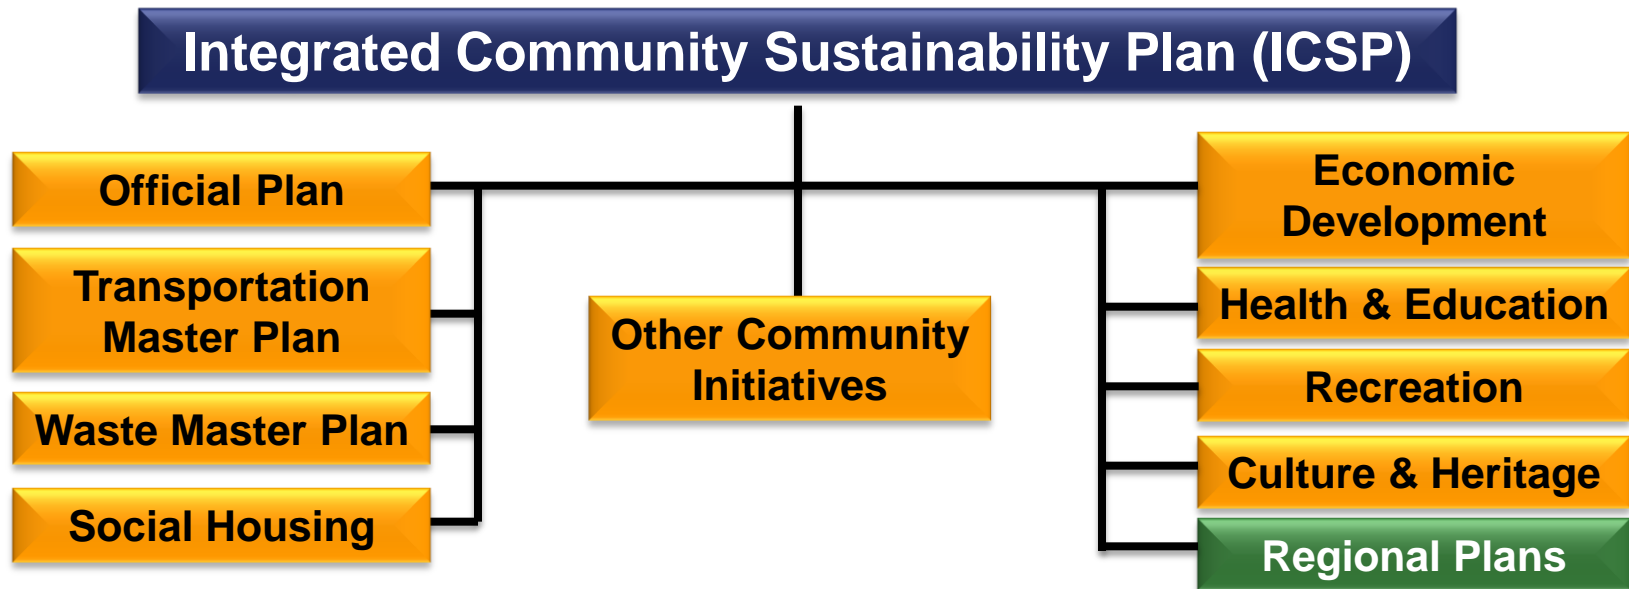 Integrated Community Sustainability Plan (ICSP)
Official Plan
Transportation
Master Plan
Waste Master Plan
Social Housing
Other Community
Initiatives
Economic
Development
Health & Education
Recreation
Culture & Heritage
Regional Plans